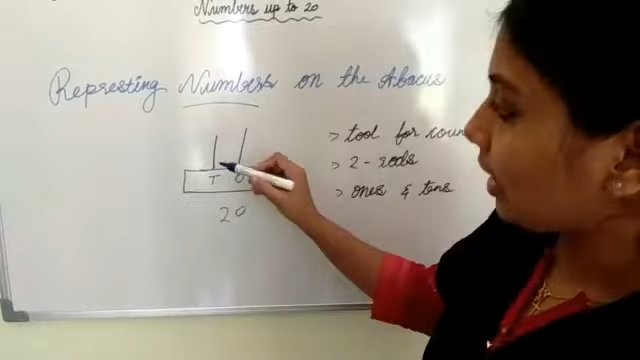 Numbers up to 20
Represting Numbers on the Abacus
> tool for coun
> 2 - rods
> ones & tens
T O
20